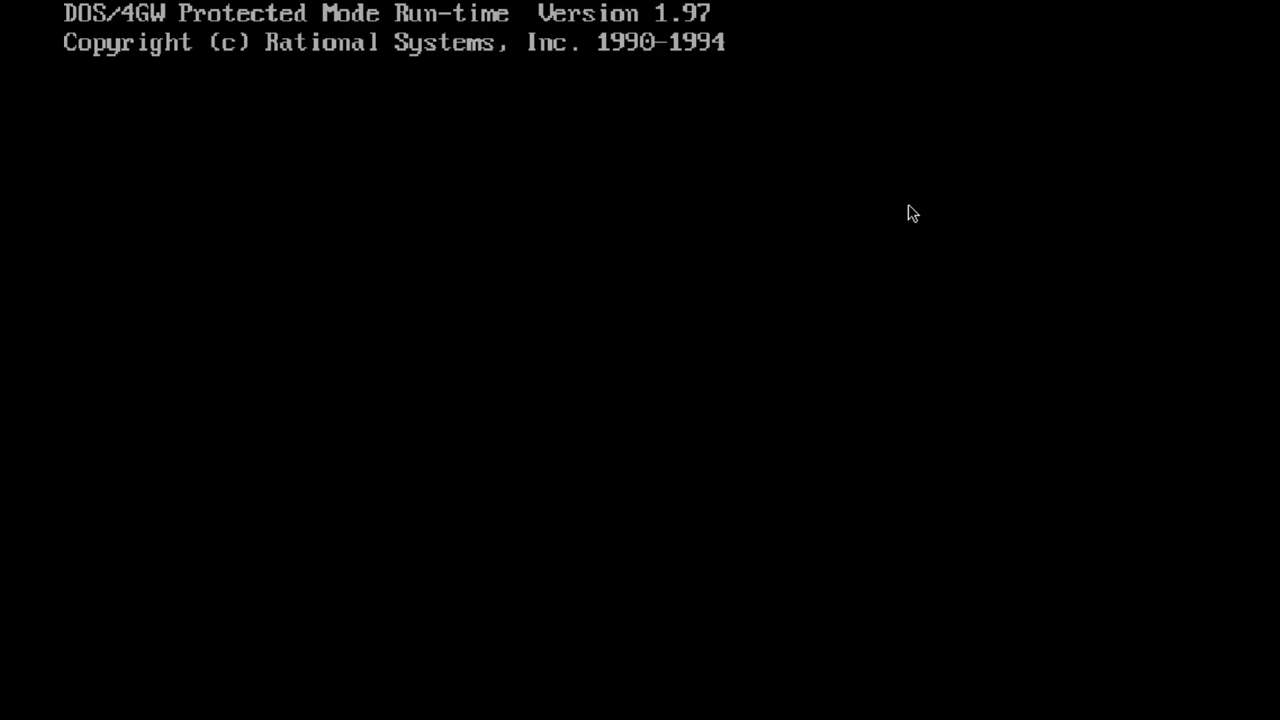 DOS/4GW Protected Mode Run-time  Version 1.97
Copyright (c) Rational Systems, Inc. 1990-1994